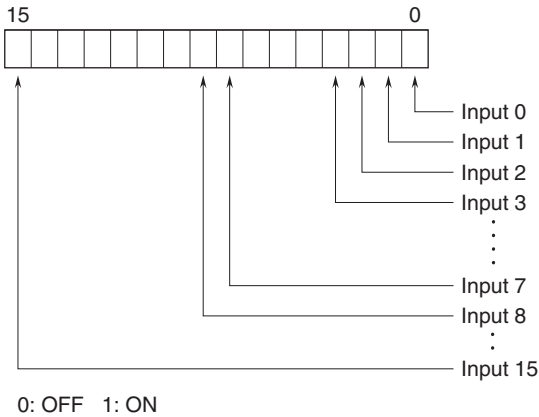 15 0
Input 0
Input 1
Input 2
Input 3
Input 7
Input 8
Input 15
0: OFF 1: ON